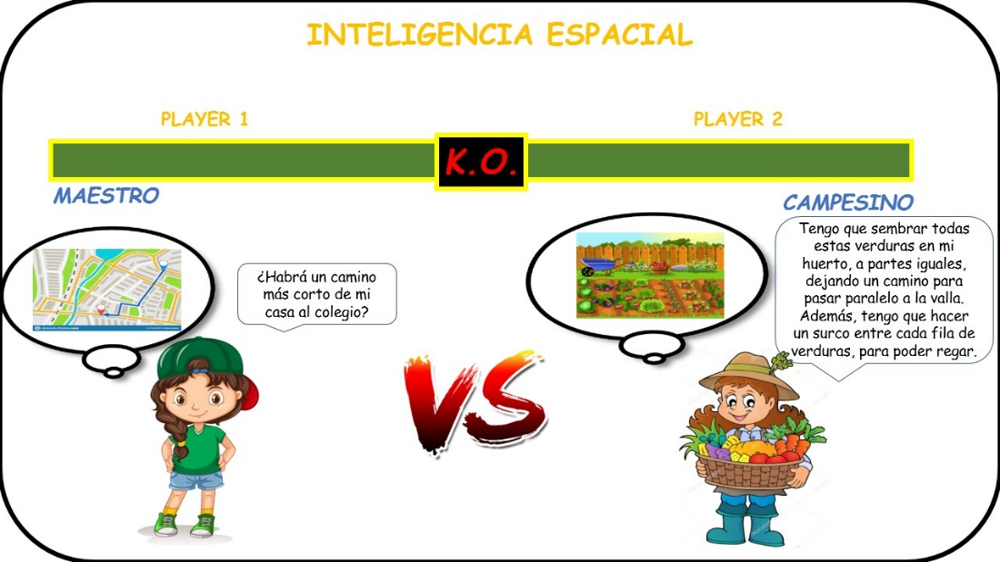 INTELIGENCIA ESPACIAL
PLAYER 1
PLAYER 2
K.O.
MAESTRO
CAMPESINO
¿Habrá un camino
más corto de mi
casa al colegio?
Tengo que sembrar todas
estas verduras en mi
huerto, a partes iguales,
dejando un camino para
pasar paralelo a la valla.
Además, tengo que hacer
un surco entre cada fila de
verduras, para poder regar.
VS